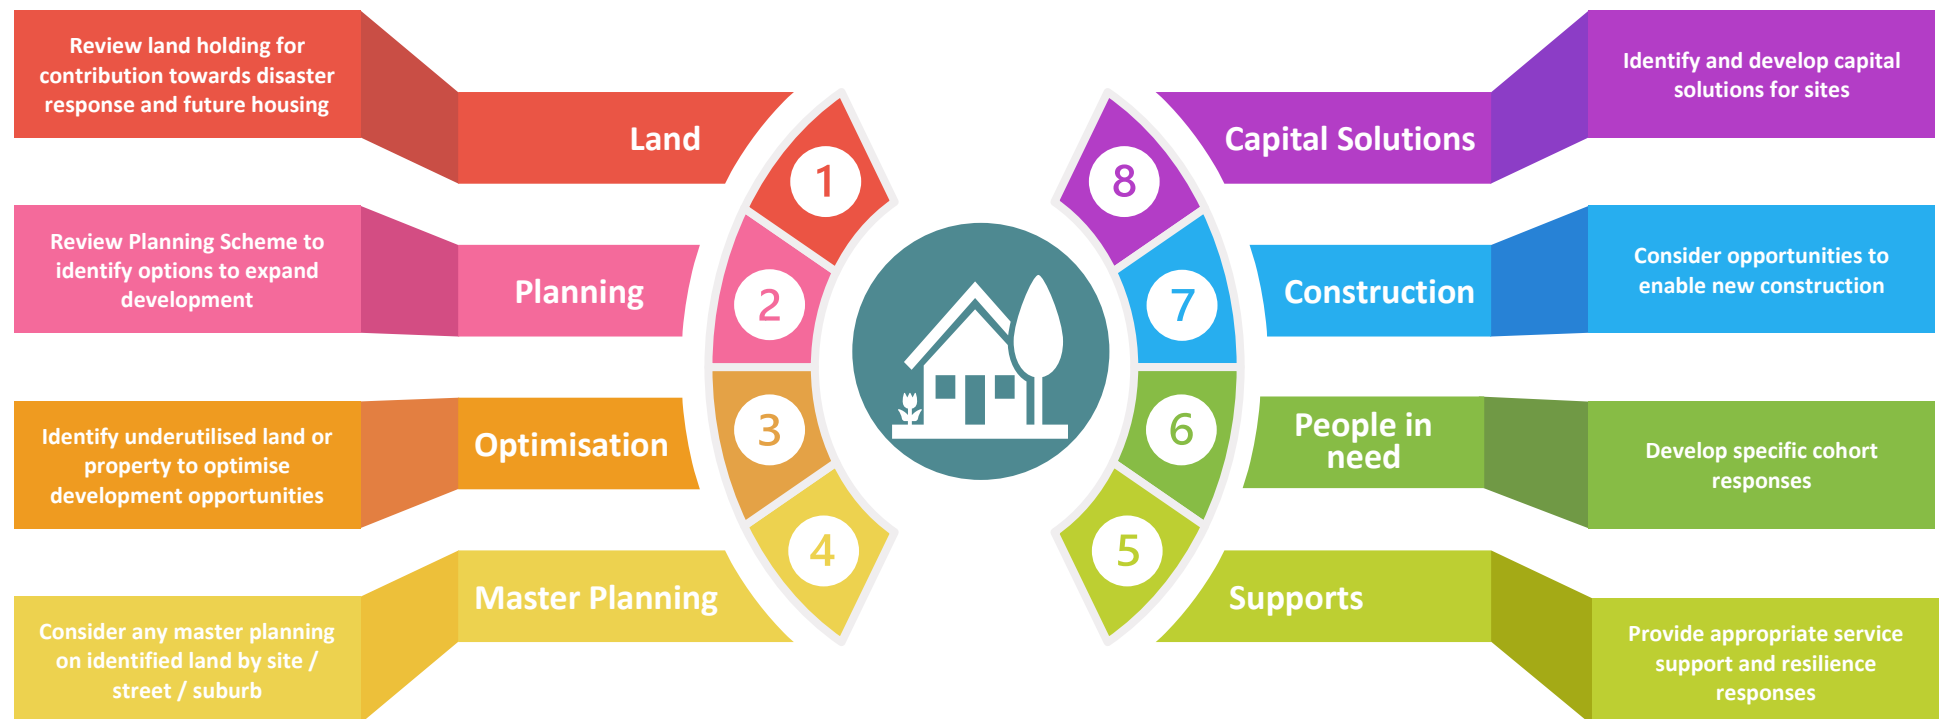 Review land holding for
contribution towards disaster
response and future housing
Land
1
Review Planning Scheme to
identify options to expand
development
Planning
2
Identify underutilised land or
property to optimise
development opportunities
Optimisation
3
Consider any master planning
on identified land by site /
street / suburb
Master Planning
4
5
Supports
Provide appropriate service
support and resilience
responses
6
People in
need
Develop specific cohort
responses
7
Construction
Consider opportunities to
enable new construction
8
Capital Solutions
Identify and develop capital
solutions for sites